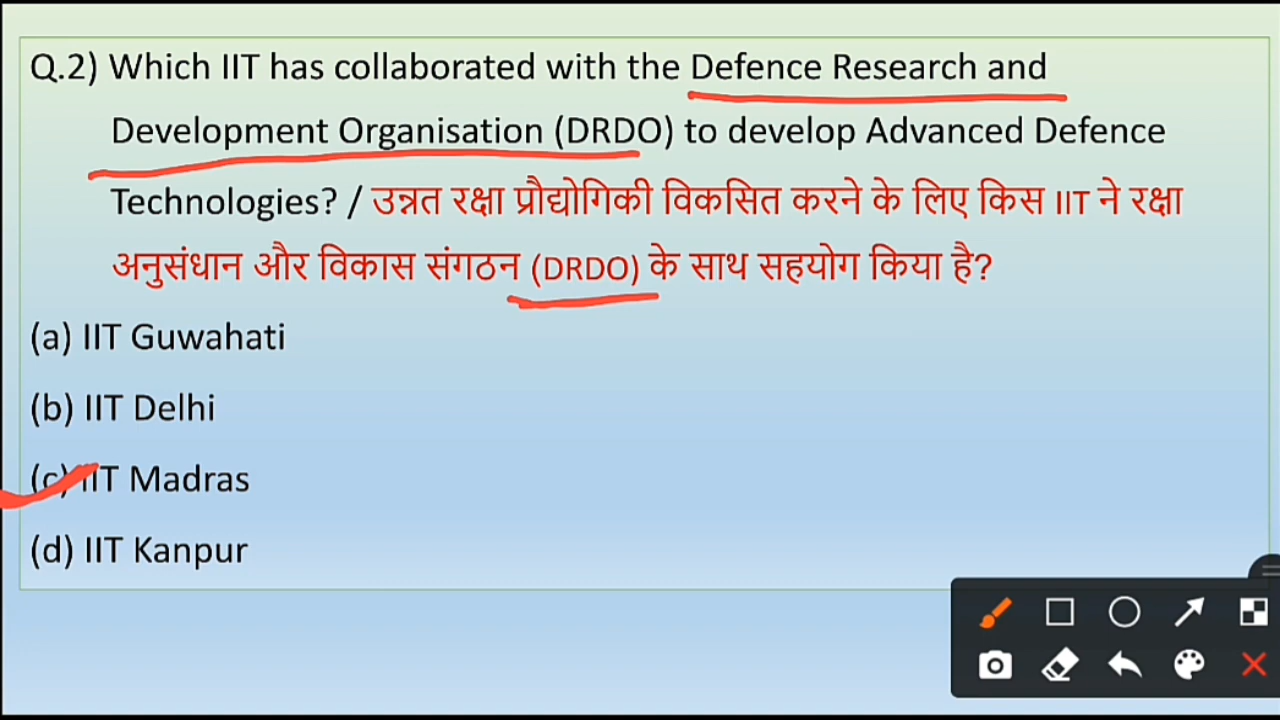 Q.2) Which IIT has collaborated with the Defence Research and
Development Organisation (DRDO) to develop Advanced Defence
Technologies? / उन्नत रक्षा प्रौद्योगिकी विकसित करने के लिए किस IIT ने रक्षा
अनुसंधान और विकास संगठन (DRDO) के साथ सहयोग किया है?
(a) IIT Guwahati
(b) IIT Delhi
(c) IIT Madras
(d) IIT Kanpur